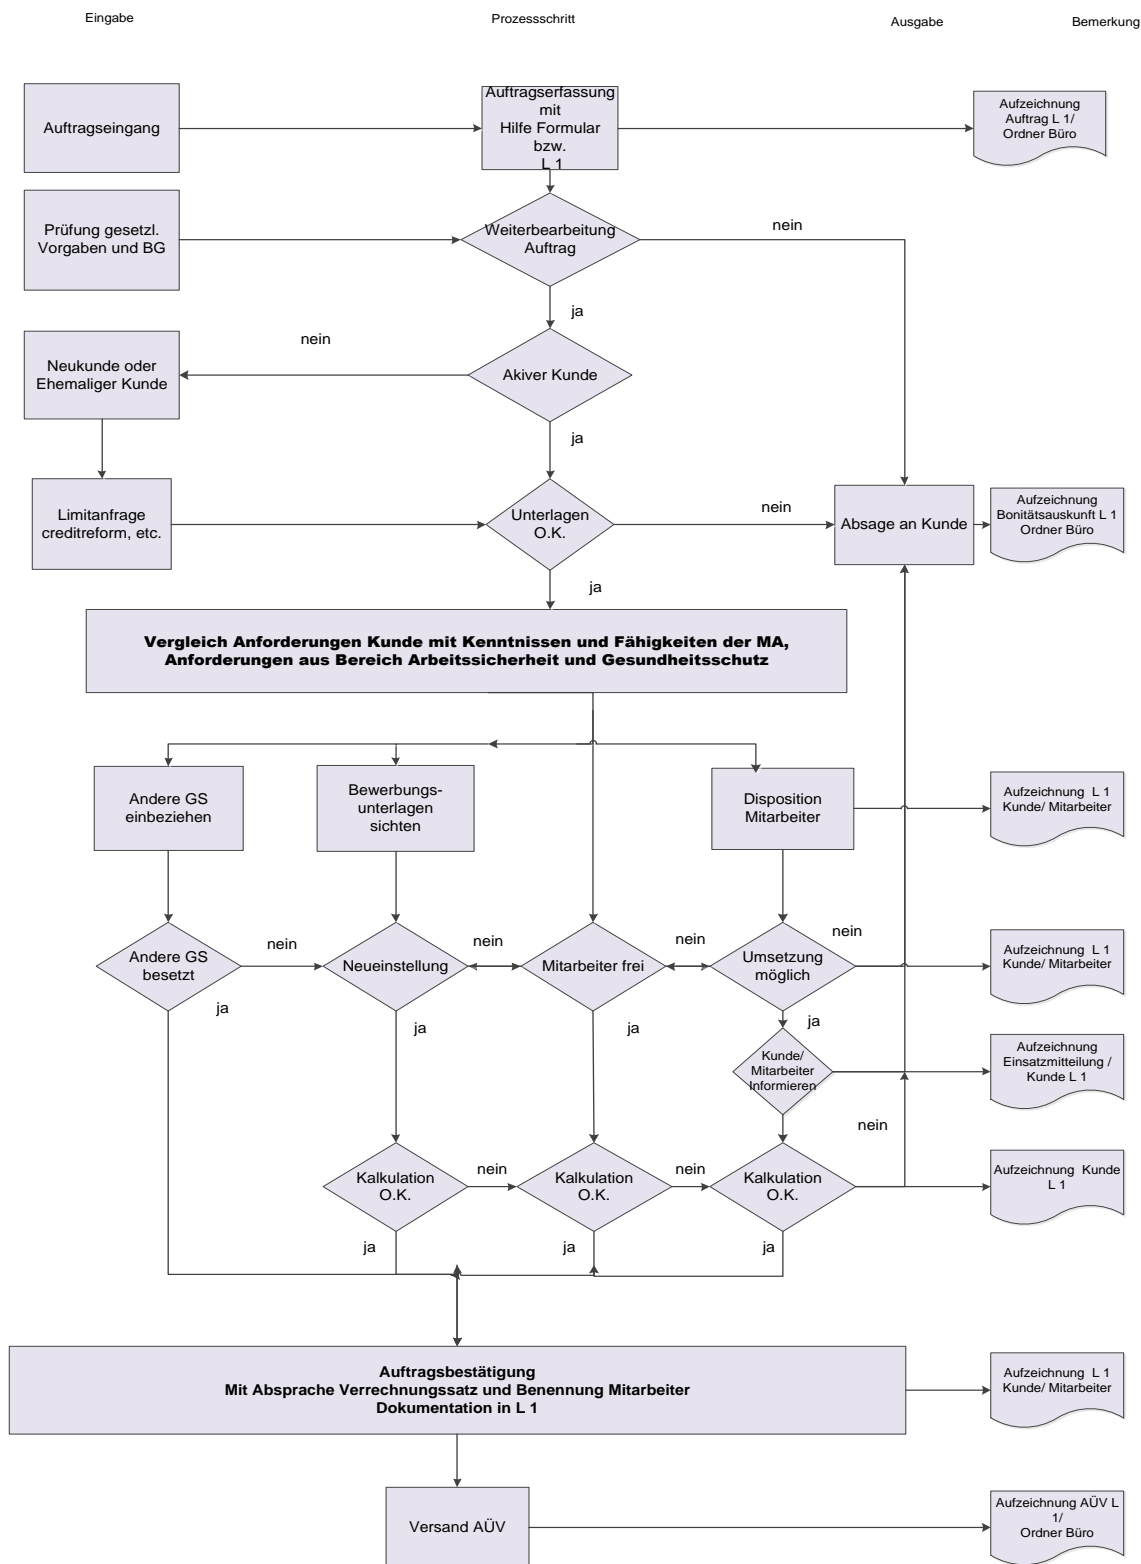 Eingabe
Prozessschritt
Ausgabe
Bemerkung
Auftragseingang
Auftragserfassung
mit
Hilfe Formular
bzw.
L 1
Aufzeichnung
Auftrag L 1/
Ordner Büro
Prüfung gesetzl.
Vorgaben und BG
Weiterbearbeitung
Auftrag
nein
ja
nein
Neukunde oder
Ehemaliger Kunde
Akiver Kunde
ja
Limitanfrage
creditreform, etc.
Unterlagen
O.K.
nein
Absage an Kunde
Aufzeichnung
Bonitätsauskunft L 1
Ordner Büro
ja
Vergleich Anforderungen Kunde mit Kenntnissen und Fähigkeiten der MA,
Anforderungen aus Bereich Arbeitssicherheit und Gesundheitsschutz
Andere GS
einbeziehen
Bewerbungs-
unterlagen
sichten
Disposition
Mitarbeiter
Aufzeichnung L 1
Kunde/ Mitarbeiter
Andere GS
besetzt
nein
Neueinstellung
nein
Mitarbeiter frei
nein
Umsetzung
möglich
nein
Aufzeichnung L 1
Kunde/ Mitarbeiter
ja
ja
ja
ja
Kunde/
Mitarbeiter
Informieren
Aufzeichnung
Einsatzmitteilung /
Kunde L 1
nein
Kalkulation
O.K.
nein
Kalkulation
O.K.
nein
Kalkulation
O.K.
Aufzeichnung Kunde
L 1
ja
ja
ja
Auftragsbestätigung
Mit Absprache Verrechnungssatz und Benennung Mitarbeiter
Dokumentation in L 1
Aufzeichnung L 1
Kunde/ Mitarbeiter
Versand AÜV
Aufzeichnung AÜV L
1/
Ordner Büro